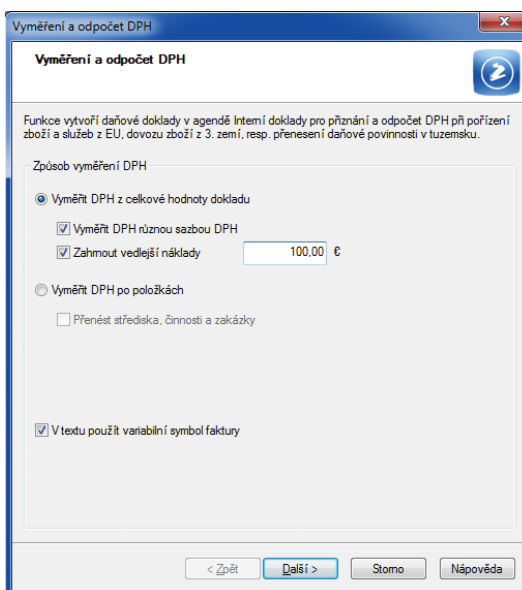 Vyměření a odpočet DPH
Vyměření a odpočet DPH
Funkce vytvoří daňové doklady v agendě Interní doklady pro přiznání a odpočet DPH při pořízení
zboží a služeb z EU, dovozu zboží z 3. zemí, resp. přenesení daňové povinnosti v tuzemsku.
Způsob vyměření DPH
Vyměřit DPH z celkové hodnoty dokladu
Vyměřit DPH různou sazbou DPH
Zahrnout vedlejší náklady 100,00 €
Vyměřit DPH po položkách
Přenést střediska, činnosti a zakázky
V textu použít variabilní symbol faktury
< Zpět Další > Storno Nápověda